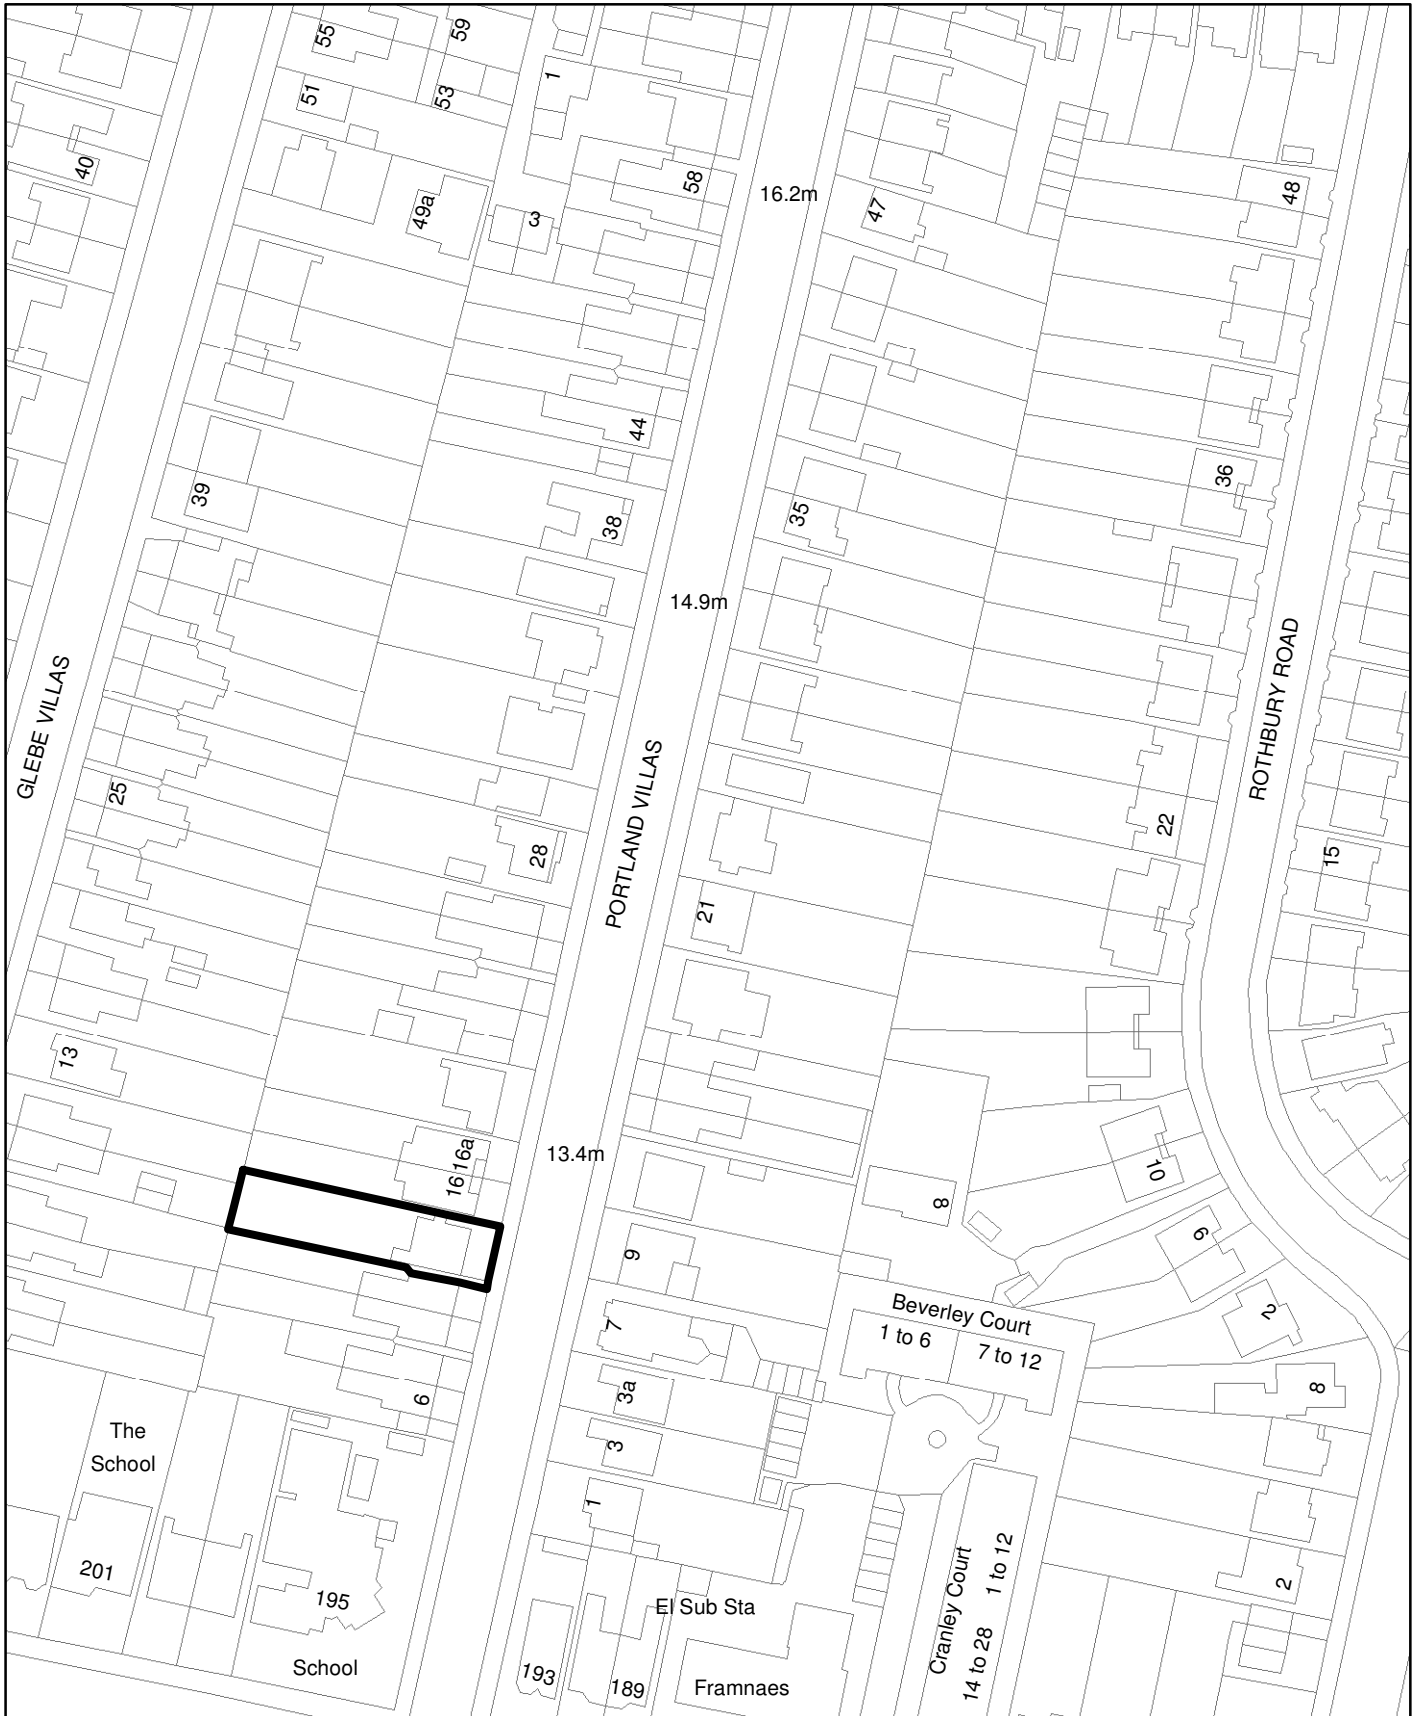 55
59
1
51
53
40
58
16.2m
48
49a
3
47
44
36
39
38
35
14.9m
GLEBE VILLAS
ROTHBURY ROAD
PORTLAND VILLAS
25
22
28
15
21
13
13.4m
16a
16
10
8
9
6
Beverley Court
1 to 6
7 to 12
2
7
3a
6
8
The
School
3
1
201
195
El Sub Sta
Cranley Court
1 to 12
14 to 28
2
School
193
189
Framnaes